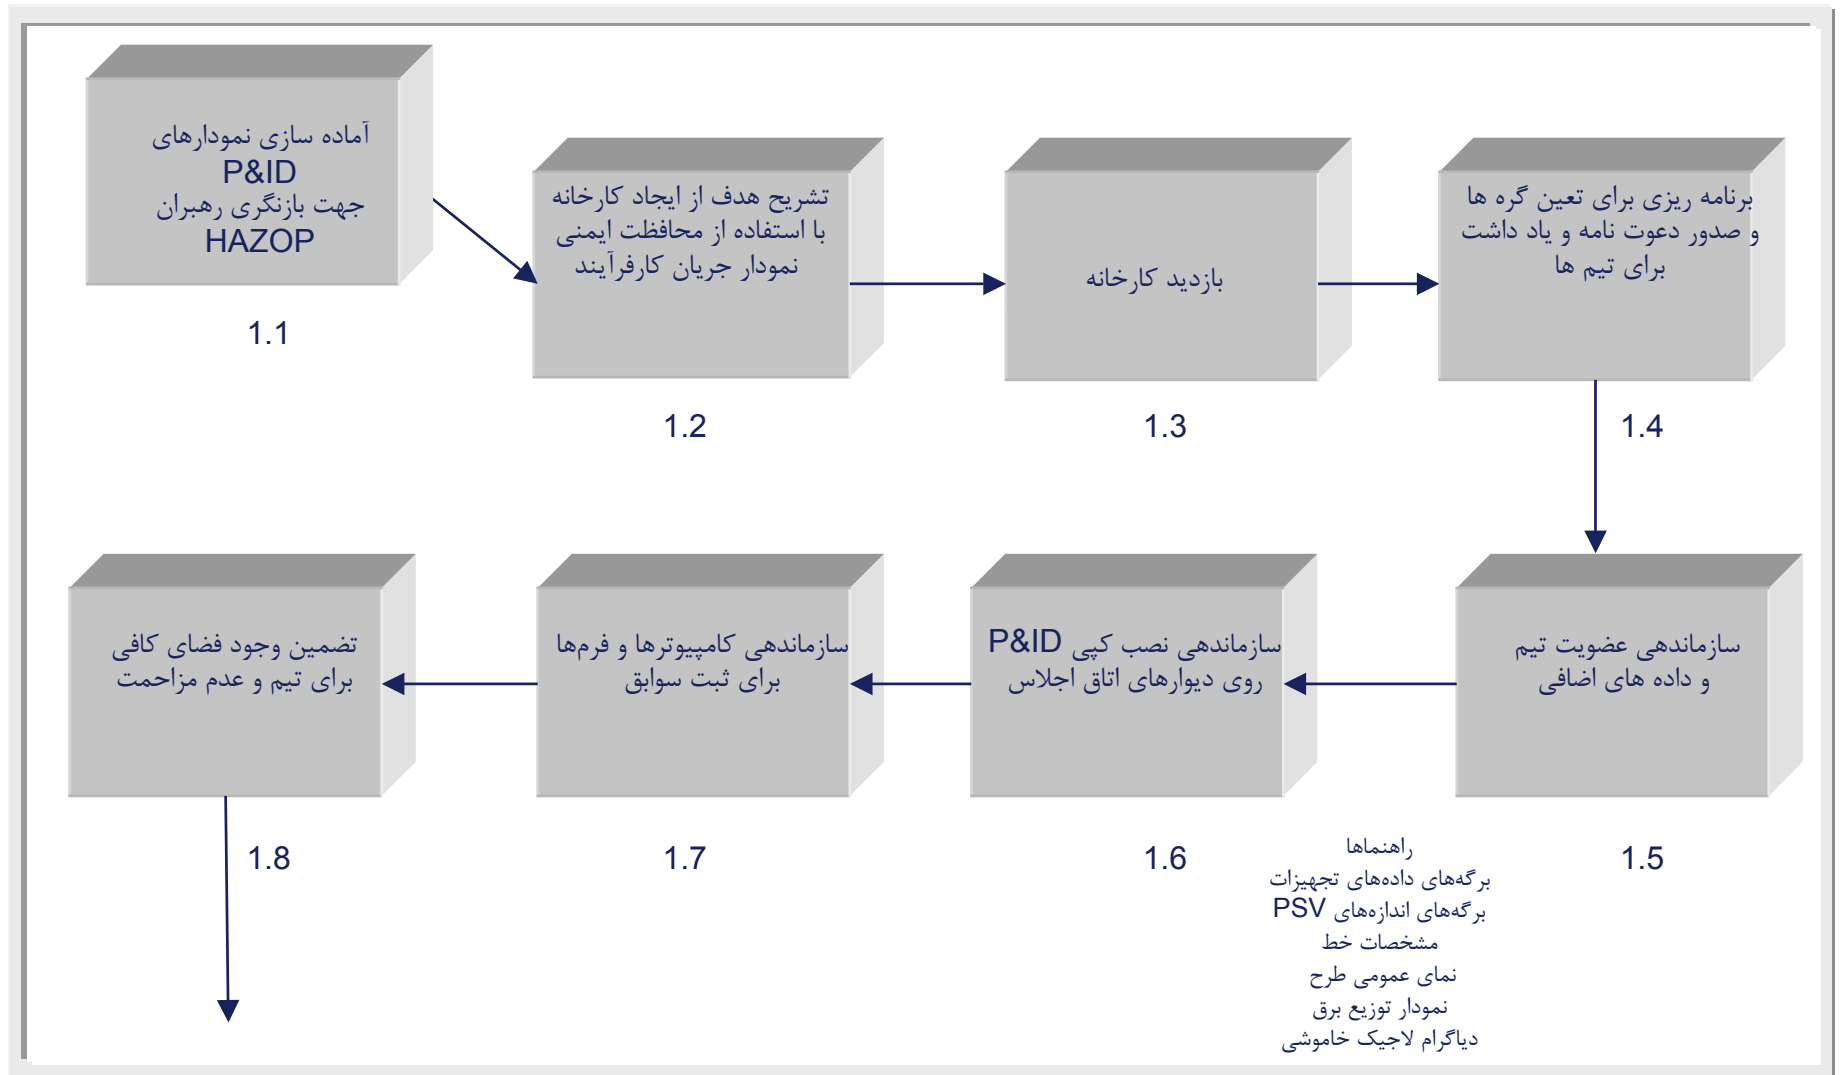 آماده سازی نمودارهای
P&ID
جهت بازنگری رهبران
HAZOP
1.1
تشریح هدف از ایجاد کارخانه
با استفاده از محافظت ایمنی
نمودار جریان کارفرآیند
1.2
بازدید کارخانه
1.3
برنامه ریزی برای تعین گره ها
و صدور دعوت نامه و یاد داشت
برای تیم ها
1.4
سازماندهی عضویت تیم
و داده های اضافی
1.5
سازماندهی نصب کپی P&ID
روی دیوارهای اتاق اجلاس
1.6
سازماندهی کامپیوترها و فرم‌ها
برای ثبت سوابق
1.7
تضمین وجود فضای کافی
برای تیم و عدم مزاحمت
1.8
راهنماها
برگه‌های داده‌های تجهیزات
برگه‌های اندازه‌های PSV
مشخصات خط
نمای عمومی طرح
نمودار توزیع برق
دیاگرام لاجیک خاموشی